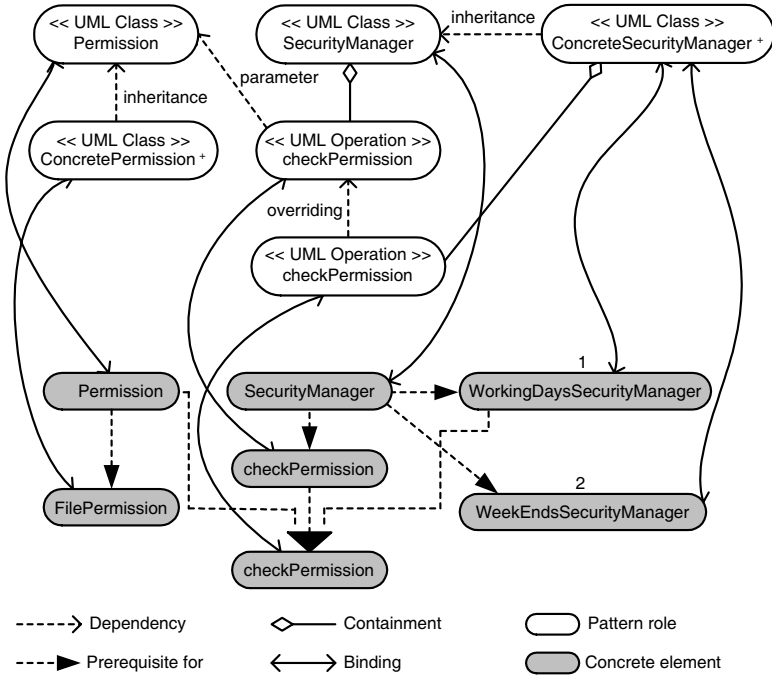 << UML Class >>
Permission
<< UML Class >>
SecurityManager
inheritance
<< UML Class >>
ConcreteSecurityManager +
parameter
inheritance
<< UML Class >>
ConcretePermission +
<< UML Operation >>
checkPermission
overriding
<< UML Operation >>
checkPermission
1
Permission
SecurityManager
WorkingDaysSecurityManager
checkPermission
2
FilePermission
WeekEndsSecurityManager
checkPermission
Dependency
Containment
Pattern role
Prerequisite for
Binding
Concrete element